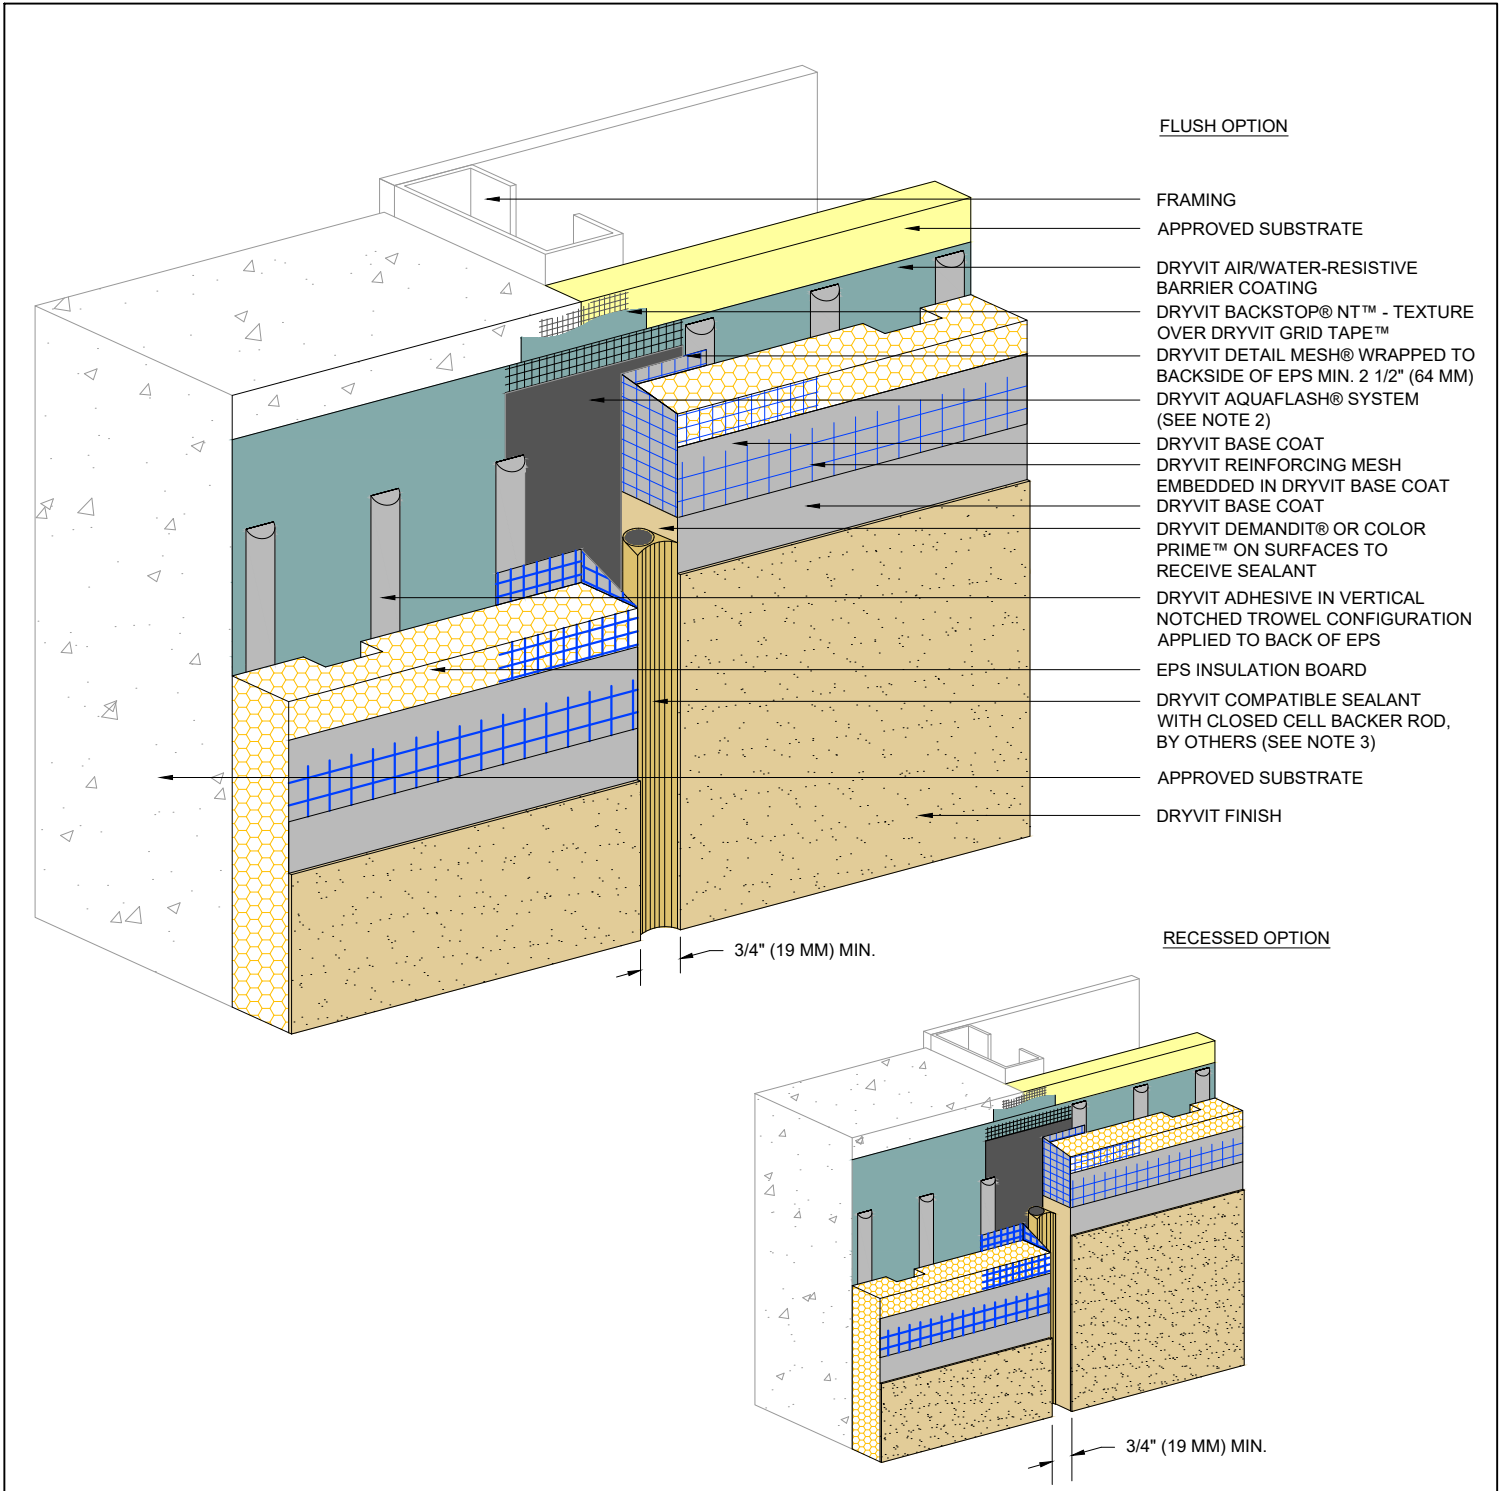 FLUSH OPTION
FRAMING
APPROVED SUBSTRATE
DRYVIT AIR/WATER-RESISTIVE
BARRIER COATING
DRYVIT BACKSTOP® NT™ - TEXTURE
OVER DRYVIT GRID TAPE™
DRYVIT DETAIL MESH® WRAPPED TO
BACKSIDE OF EPS MIN. 2 1/2" (64 MM)
DRYVIT AQUAFLASH® SYSTEM
(SEE NOTE 2)
DRYVIT BASE COAT
DRYVIT REINFORCING MESH
EMBEDDED IN DRYVIT BASE COAT
DRYVIT BASE COAT
DRYVIT DEMANDIT® OR COLOR
PRIME™ ON SURFACES TO
RECEIVE SEALANT
DRYVIT ADHESIVE IN VERTICAL
NOTCHED TROWEL CONFIGURATION
APPLIED TO BACK OF EPS
EPS INSULATION BOARD
DRYVIT COMPATIBLE SEALANT
WITH CLOSED CELL BACKER ROD,
BY OTHERS (SEE NOTE 3)
APPROVED SUBSTRATE
DRYVIT FINISH
3/4" (19 MM) MIN.
RECESSED OPTION
3/4" (19 MM) MIN.